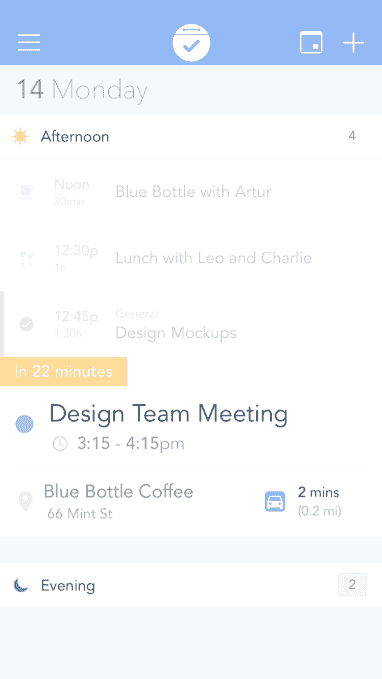 14 Monday
Afternoon 4
Noon
30min
Blue Bottle with Artur
12:30p
1h
Lunch with Leo and Charlie
12:45p
1:30h
General
Design Mockups
In 22 minutes
Design Team Meeting
3:15 - 4:15pm
Blue Bottle Coffee
66 Mint St
2 mins
(0.2 mi)
Evening 2